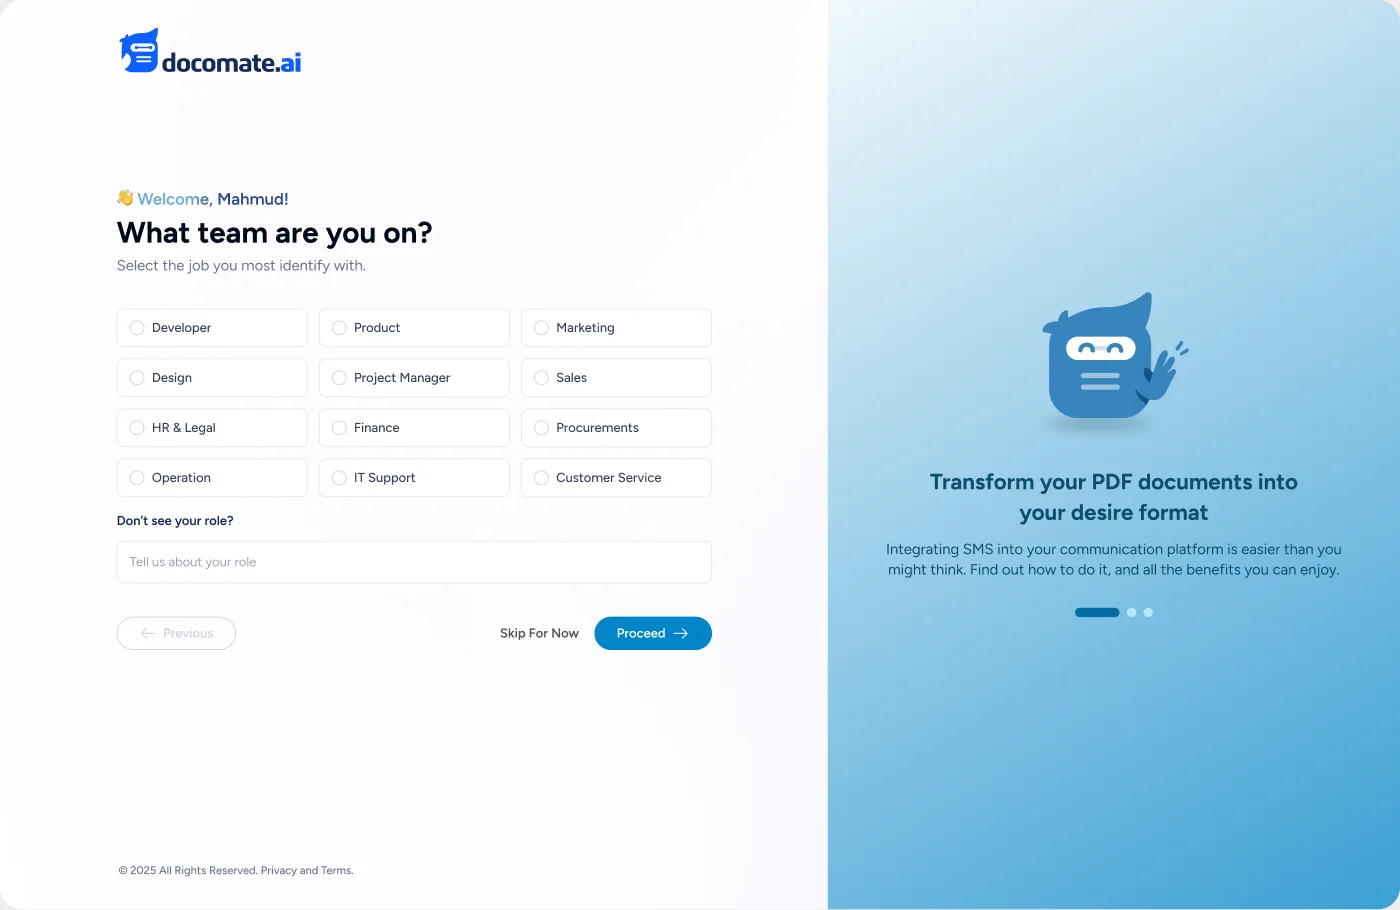 docomate.ai
👋 Welcome, Mahmud!
What team are you on?
Select the job you most identify with.
Developer
Product
Marketing
Design
Project Manager
Sales
HR & Legal
Finance
Procurements
Operation
IT Support
Customer Service
Don't see your role?
Tell us about your role
Previous
Skip For Now
Proceed
© 2025 All Rights Reserved. Privacy and Terms.
Transform your PDF documents into
your desire format
Integrating SMS into your communication platform is easier than you
might think. Find out how to do it, and all the benefits you can enjoy.